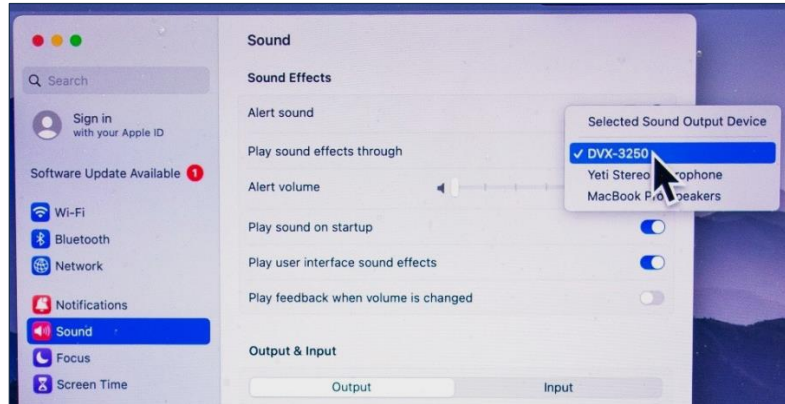 Sound
Search
Sound Effects
Sign in
with your Apple ID
Alert sound
Selected Sound Output Device
Play sound effects through
✓ DVX-3250
Software Update Available 1
Yeti Stereo
Alert volume
MacBook Pro Speakers
Wi-Fi
Play sound on startup
Bluetooth
Network
Play user interface sound effects
Notifications
Play feedback when volume is changed
Sound
Focus
Output & Input
Screen Time
Output
Input